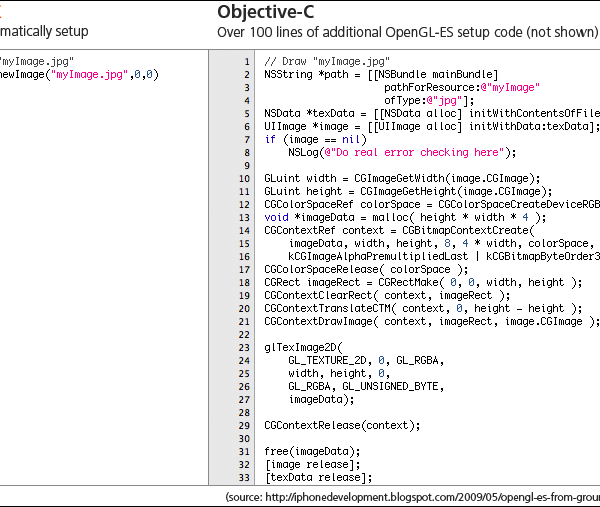 Objective-C
matically setup
Over 100 lines of additional OpenGL-ES setup code (not shown)
"myImage.jpg"
newImage("myImage.jpg",0,0)
1 // Draw "myImage.jpg"
2 NSString *path = [[NSBundle mainBundle]
3 pathForResource:@"myImage"
4 ofType:@"jpg"];
5 NSData *texData = [[NSData alloc] initWithContentsOfFile
6 UIImage *image = [[UIImage alloc] initWithData:texData];
7 if (image == nil)
8 NSLog(@"Do real error checking here");
9
10 GLuint width = CGImageGetWidth(image.CGImage);
11 GLuint height = CGImageGetHeight(image.CGImage);
12 CGColorSpaceRef colorSpace = CGColorSpaceCreateDeviceRGB
13 void *imageData = malloc( height * width * 4 );
14 CGContextRef context = CGBitmapContextCreate(
15 imageData, width, height, 8, 4 * width, colorSpace,
16 kCGImageAlphaPremultipliedLast | kCGBitmapByteOrder3
17 CGColorSpaceRelease( colorSpace );
18 CGRect imageRect = CGRectMake( 0, 0, width, height );
19 CGContextClearRect( context, imageRect );
20 CGContextTranslateCTM( context, 0, height - height );
21 CGContextDrawImage( context, imageRect, image.CGImage );
22
23 glTexImage2D(
24 GL_TEXTURE_2D, 0, GL_RGBA,
25 width, height, 0,
26 GL_RGBA, GL_UNSIGNED_BYTE,
27 imageData);
28
29 CGContextRelease(context);
30
31 free(imageData);
32 [image release];
33 [texData release];
(source: http://iphonedevelopment.blogspot.com/2009/05/opengl-es-from-groun